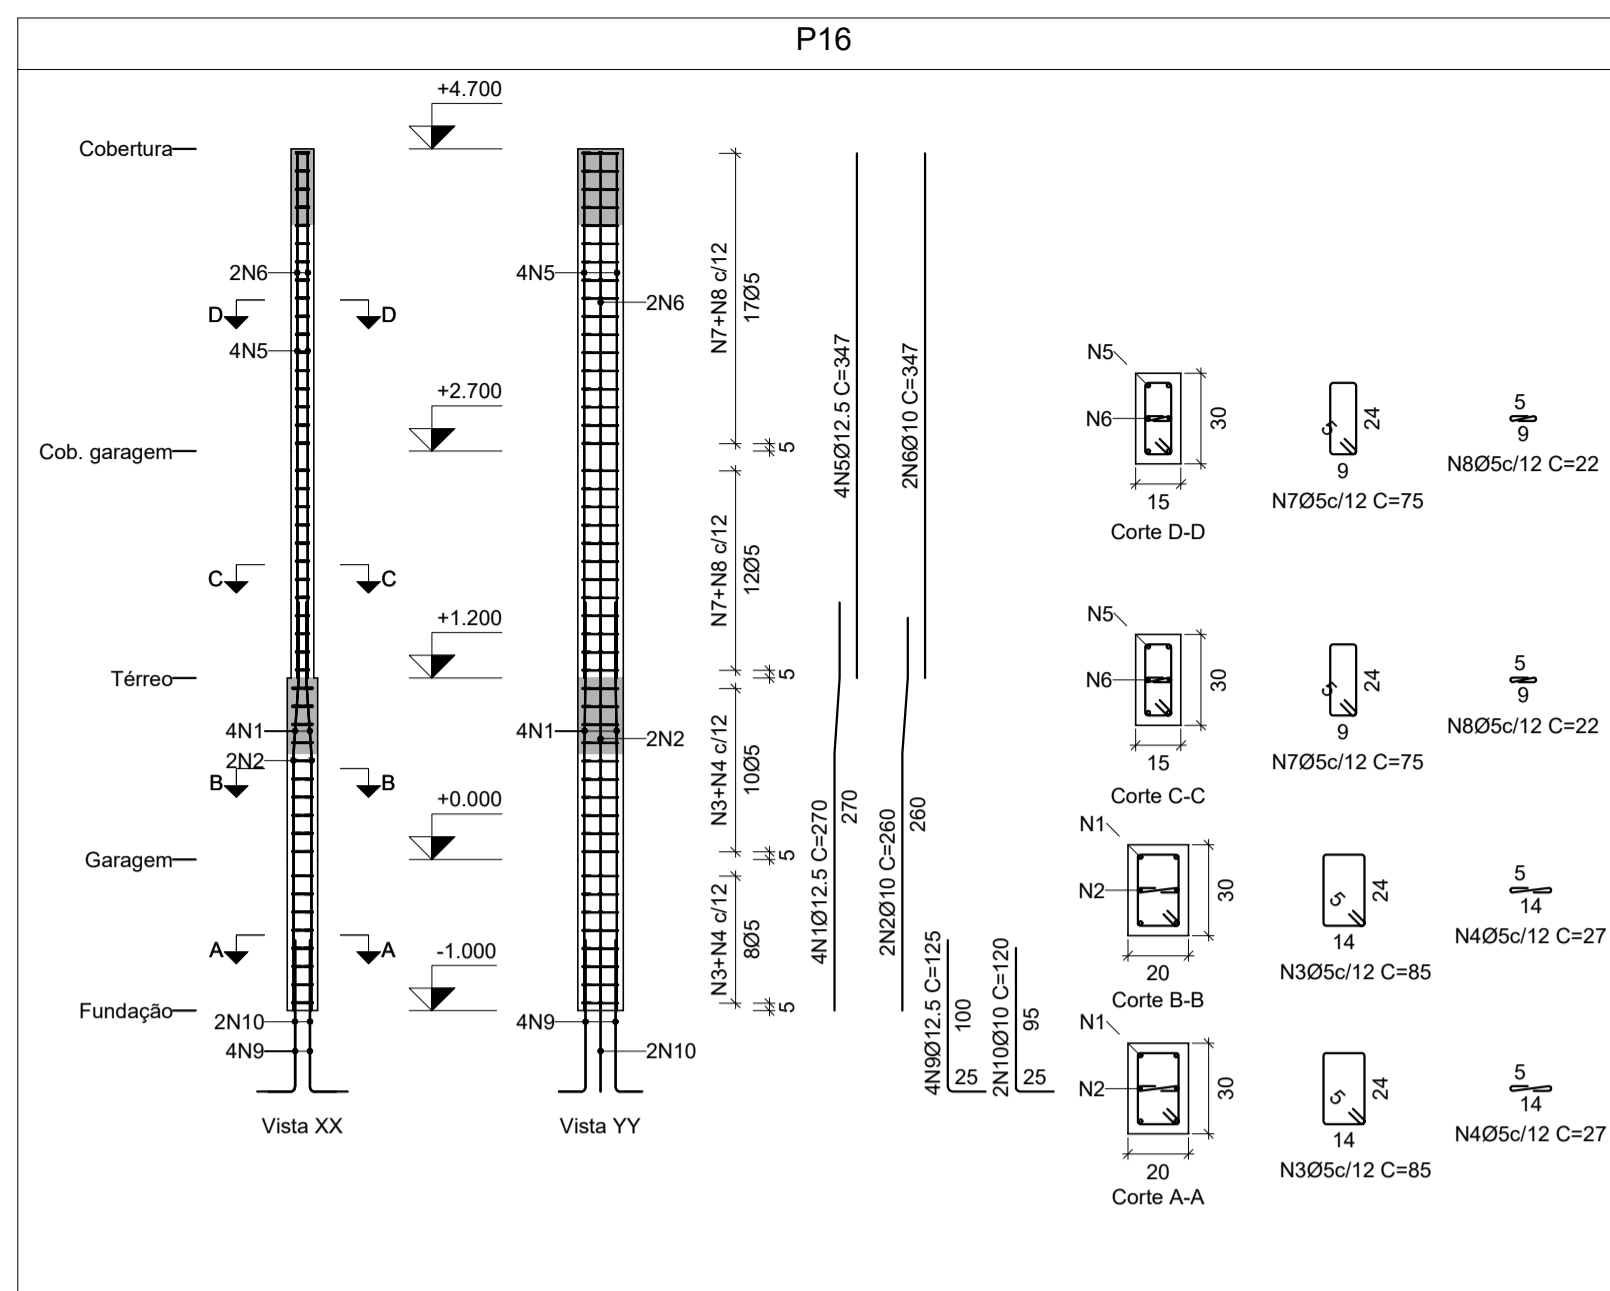 P16
+4.700
Cobertura
2N6
D
D
4N5
4N5
2N6
N7+N8 c/12
17Ø5
+2.700
Cob. garagem
5
N7+N8 c/12
12Ø5
C
C
+1.200
Térreo
5
4N1
2N2
B
B
4N1
2N2
N3+N4 c/12
10Ø5
+0.000
Garagem
5
N3+N4 c/12
8Ø5
A
A
-1.000
Fundação
5
2N10
4N9
4N9
2N10
Vista XX
Vista YY
4N5Ø12.5 C=347
2N6Ø10 C=347
4N1Ø12.5 C=270
270
2N2Ø10 C=260
260
4N9Ø12.5 C=125
100
25
2N10Ø10 C=120
95
25
N5
N6
30
15
Corte D-D
5
24
9
N7Ø5c/12 C=75
5
9
N8Ø5c/12 C=22
N5
N6
30
15
Corte C-C
5
24
9
N7Ø5c/12 C=75
5
9
N8Ø5c/12 C=22
N1
N2
30
20
Corte B-B
5
24
14
N3Ø5c/12 C=85
5
14
N4Ø5c/12 C=27
N1
N2
30
20
Corte A-A
5
24
14
N3Ø5c/12 C=85
5
14
N4Ø5c/12 C=27